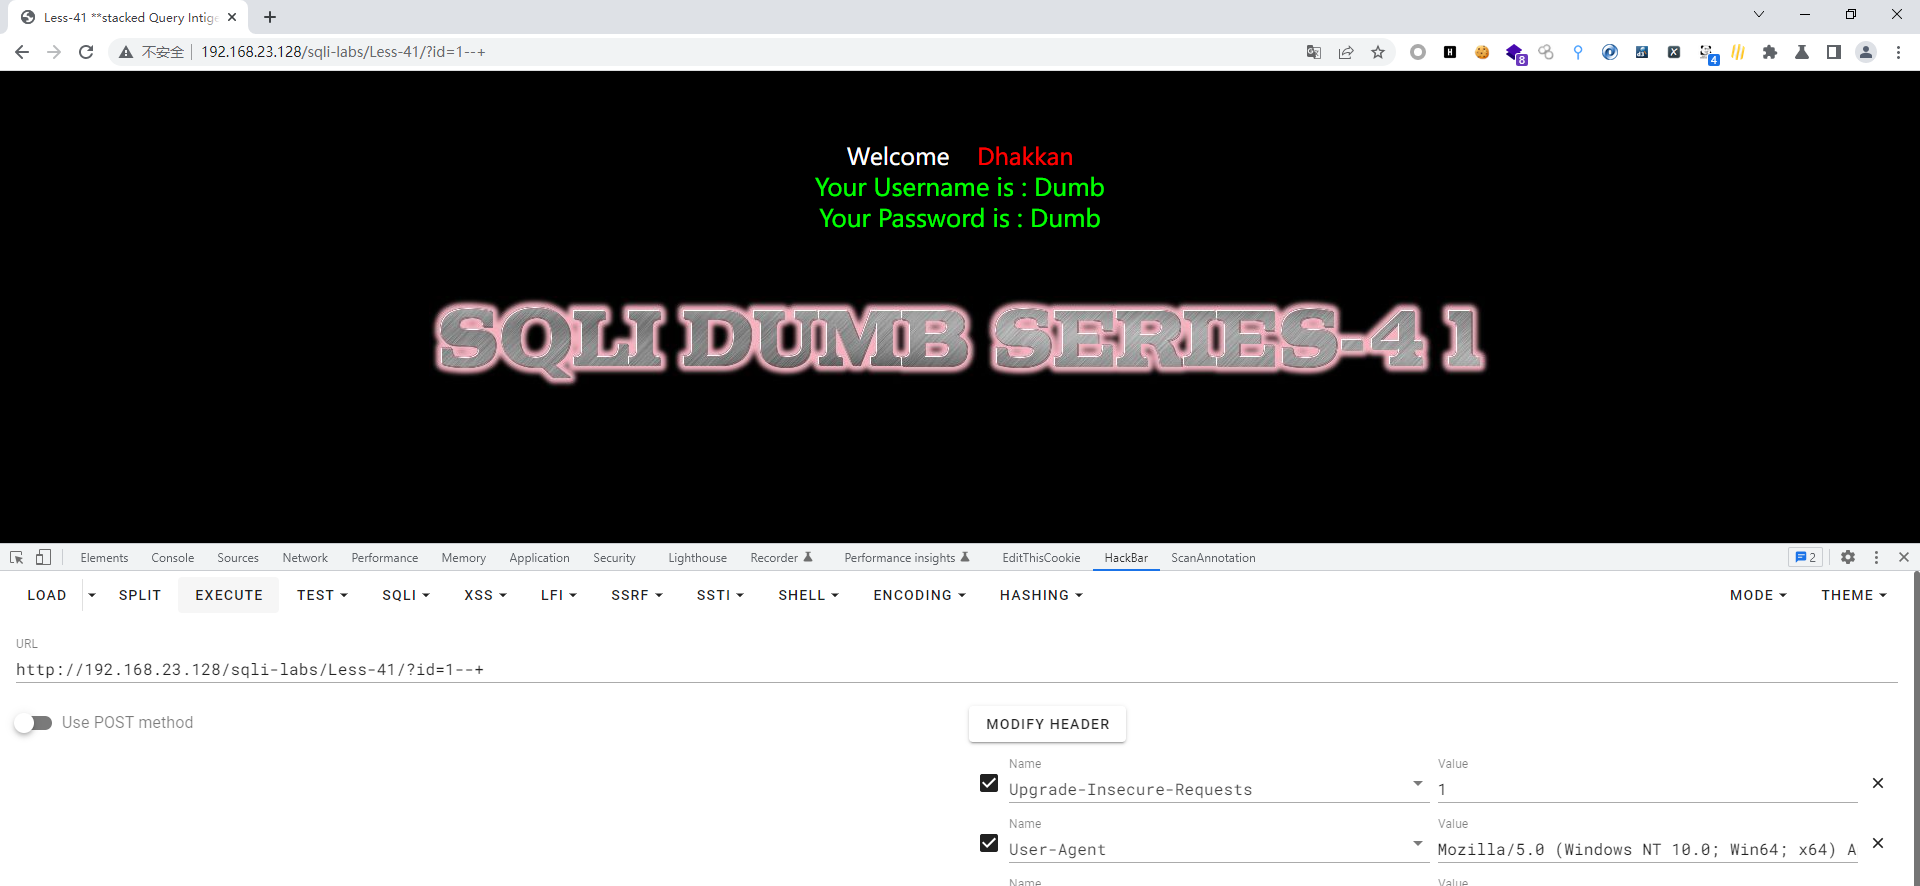 Less-41 **stacked Query Intige
不安全 192.168.23.128/sqli-labs/Less-41/?id=1--+
8
4
Welcome Dhakkan
Your Username is : Dumb
Your Password is : Dumb
SQLI DUMB SERIES-41
Elements Console Sources Network Performance Memory Application Security Lighthouse Recorder Performance insights EditThisCookie HackBar ScanAnnotation 2
LOAD SPLIT EXECUTE TEST SQLI XSS LFI SSRF SSTI SHELL ENCODING HASHING MODE THEME
URL
http://192.168.23.128/sqli-labs/Less-41/?id=1--+
Use POST method
MODIFY HEADER
Name Value
Upgrade-Insecure-Requests 1
Name Value
User-Agent Mozilla/5.0 (Windows NT 10.0; Win64; x64) A
Name Value